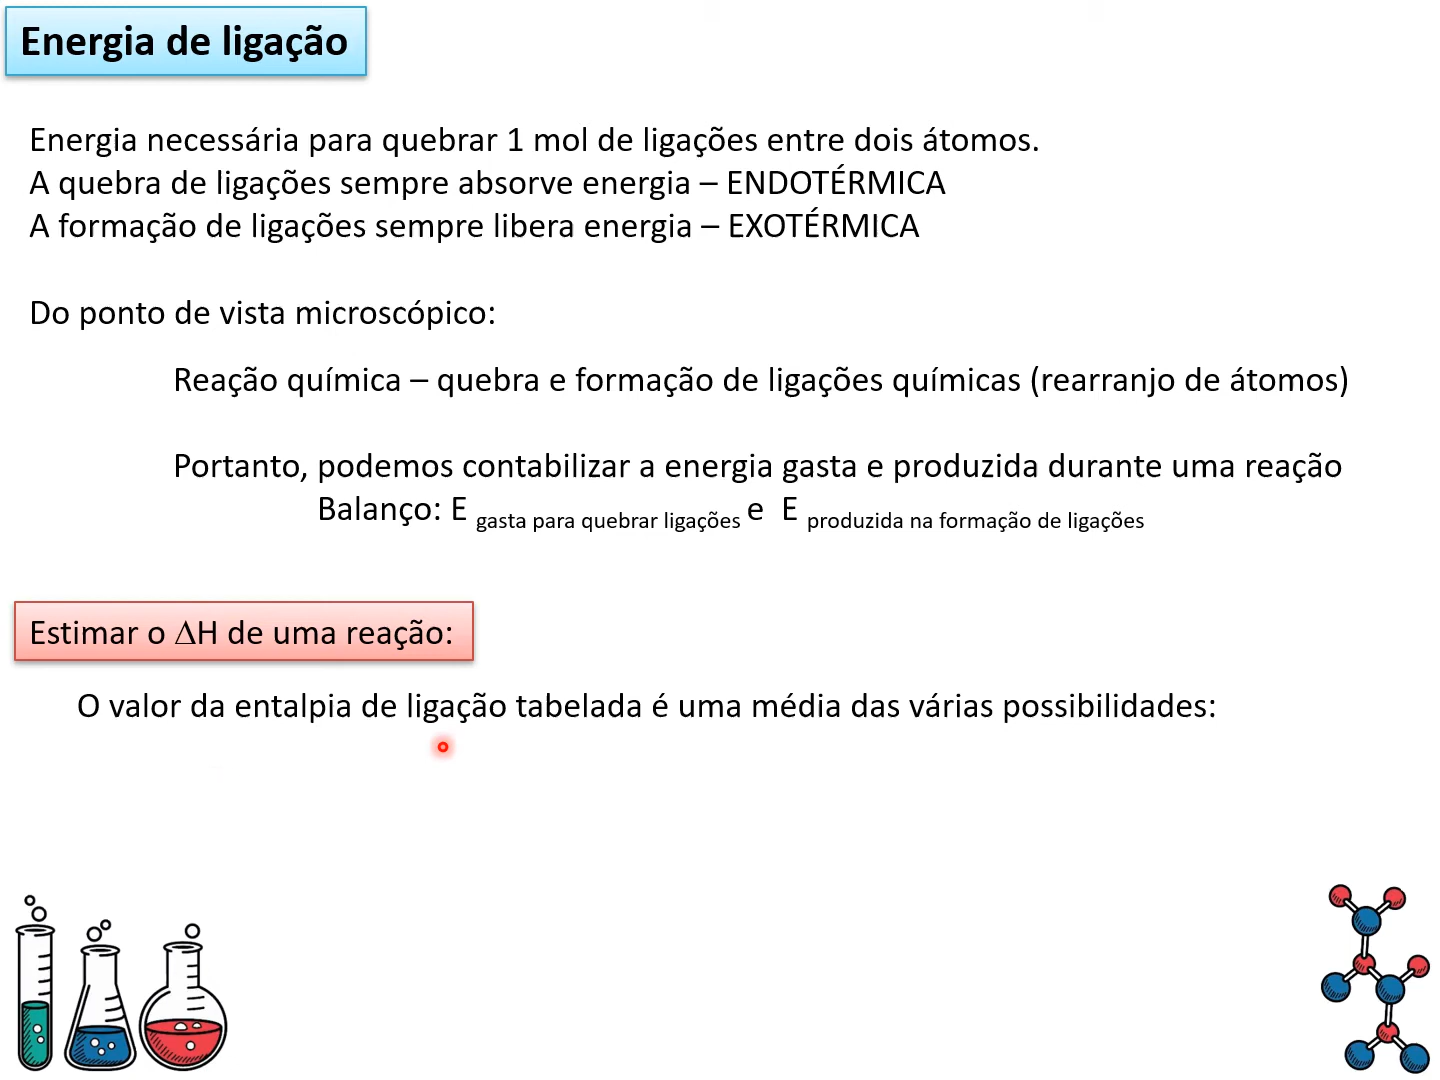 Energia de ligação
Energia necessária para quebrar 1 mol de ligações entre dois átomos.
A quebra de ligações sempre absorve energia – ENDOTÉRMICA
A formação de ligações sempre libera energia – EXOTÉRMICA
Do ponto de vista microscópico:
Reação química – quebra e formação de ligações químicas (rearranjo de átomos)
Portanto, podemos contabilizar a energia gasta e produzida durante uma reação
Balanço: E gasta para quebrar ligações e E produzida na formação de ligações
Estimar o ΔH de uma reação:
O valor da entalpia de ligação tabelada é uma média das várias possibilidades: